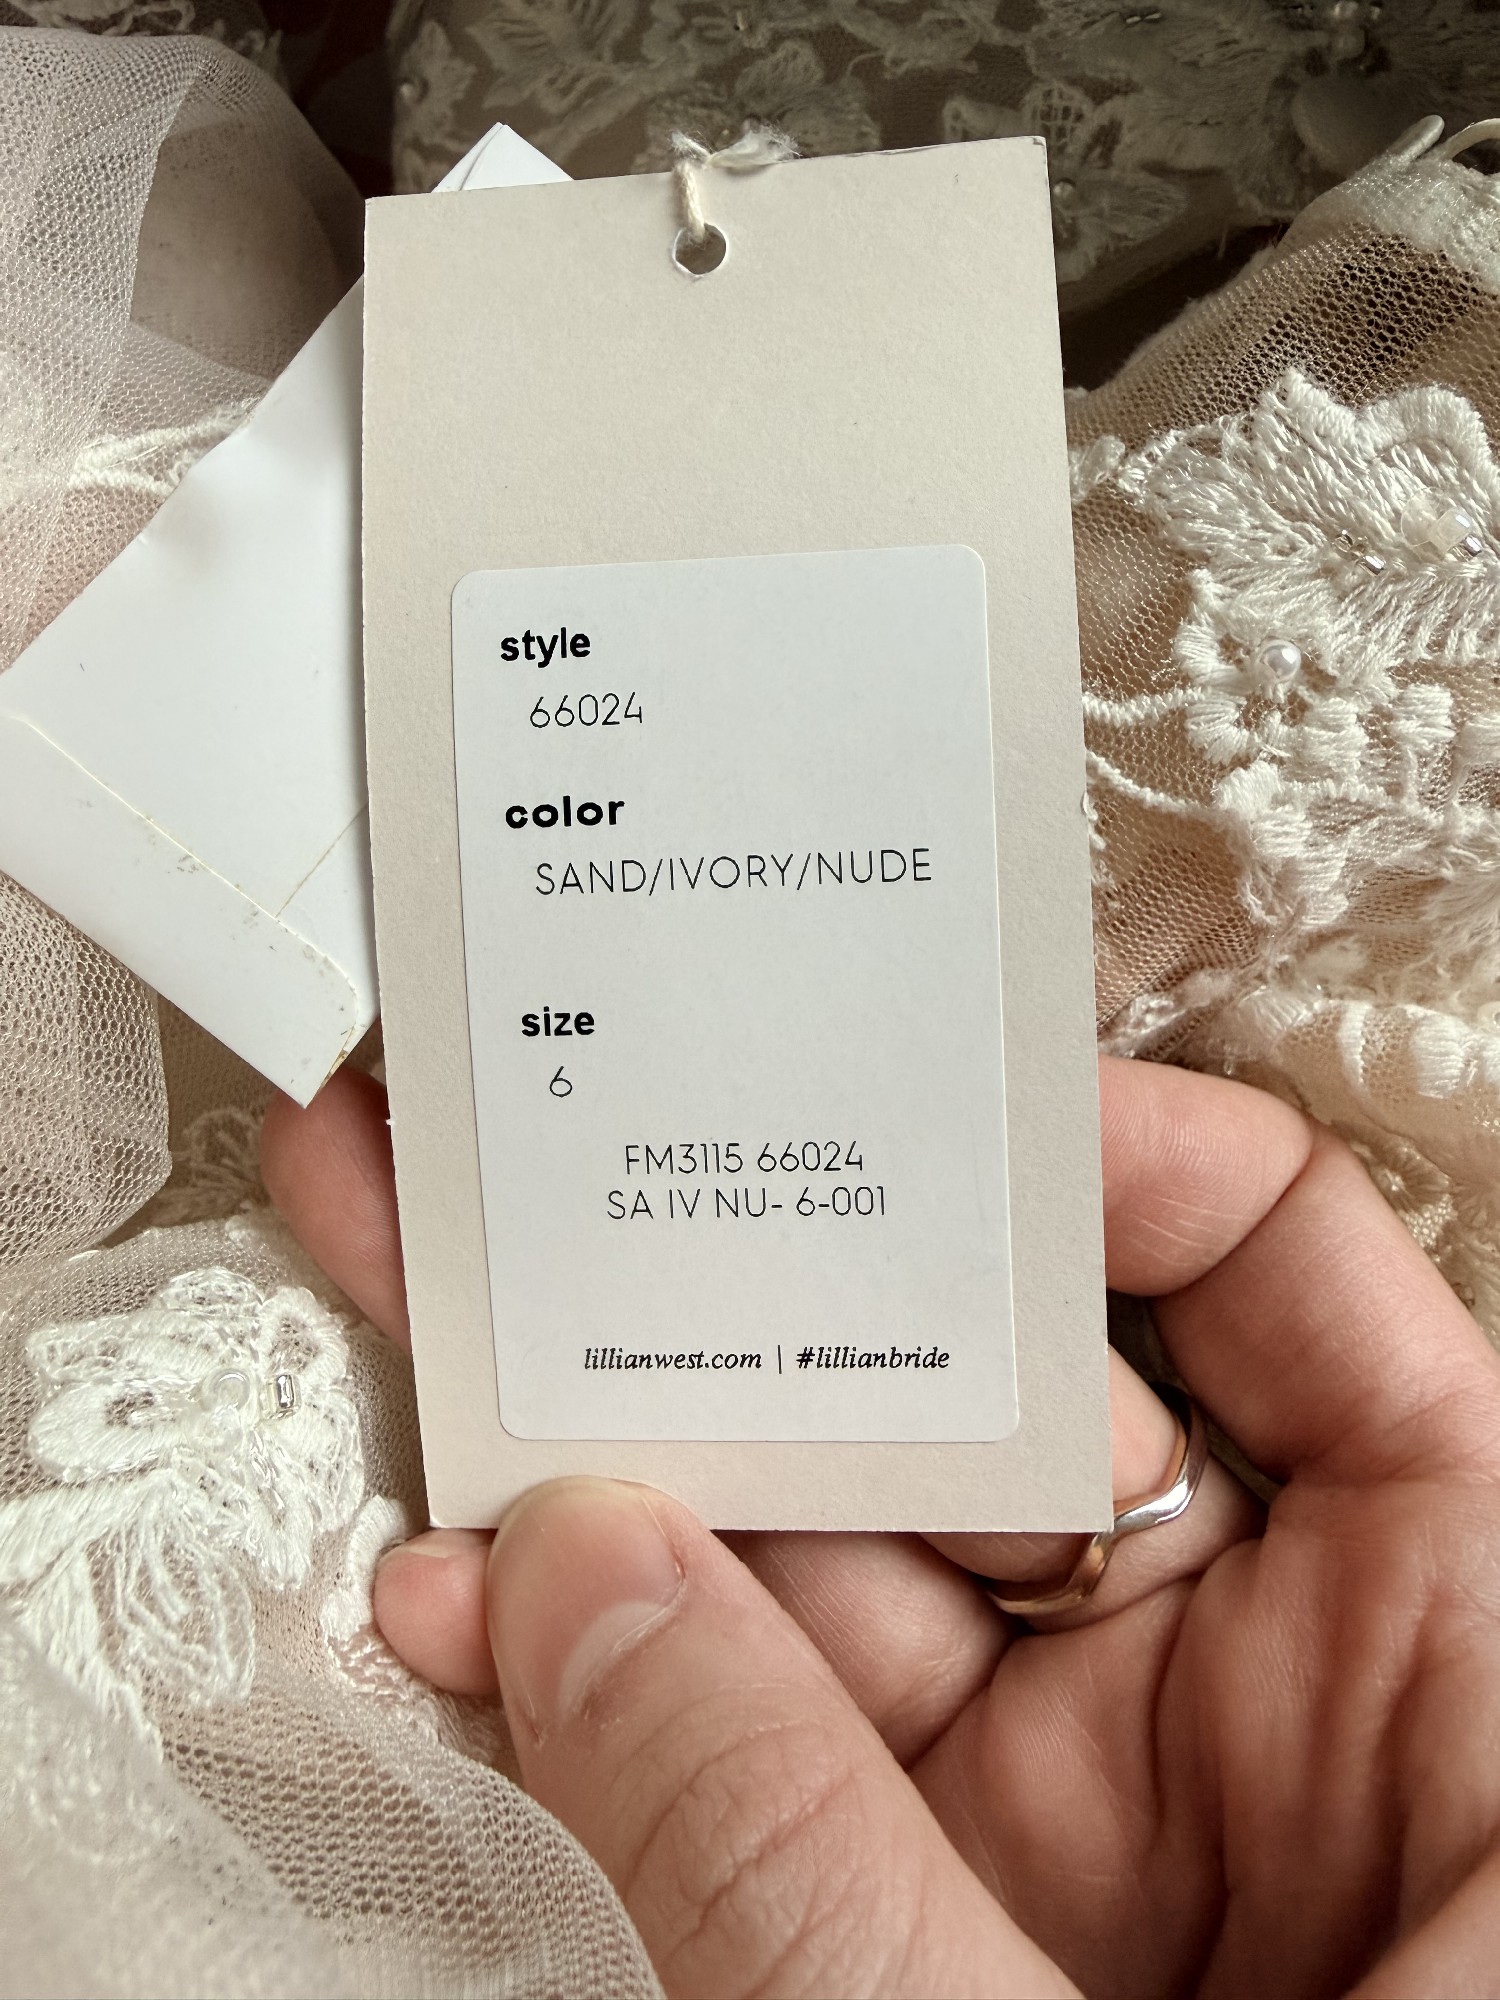 style
66024
color
SAND/IVORY/NUDE
size
6
FM3115 66024
SA IV NU- 6-001
lillianwest.com | #lillianbride